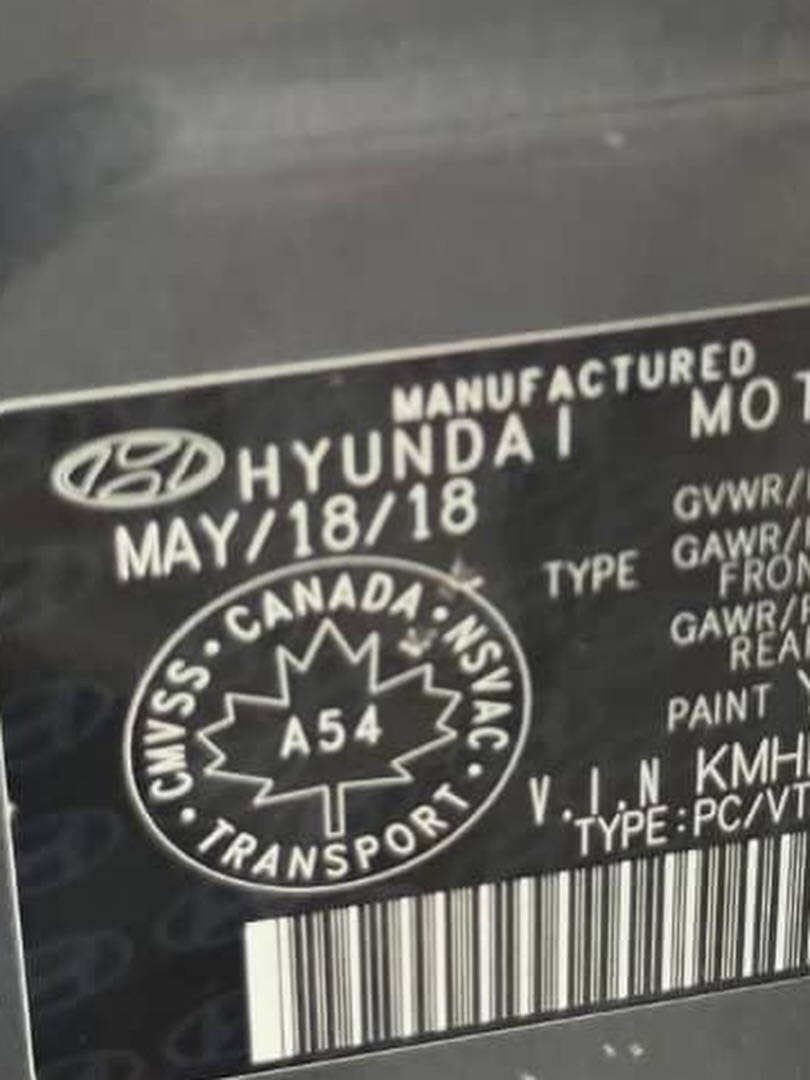 MANUFACTURED
HYUNDAI MOT
MAY/18/18
GVWR/
TYPE GAWR/
FRON
GAWR/
REAR
PAINT
V.I.N KMH
TYPE:PC/VT
CMVSS • CANADA • NSVAC •
TRANSPORT •
A54